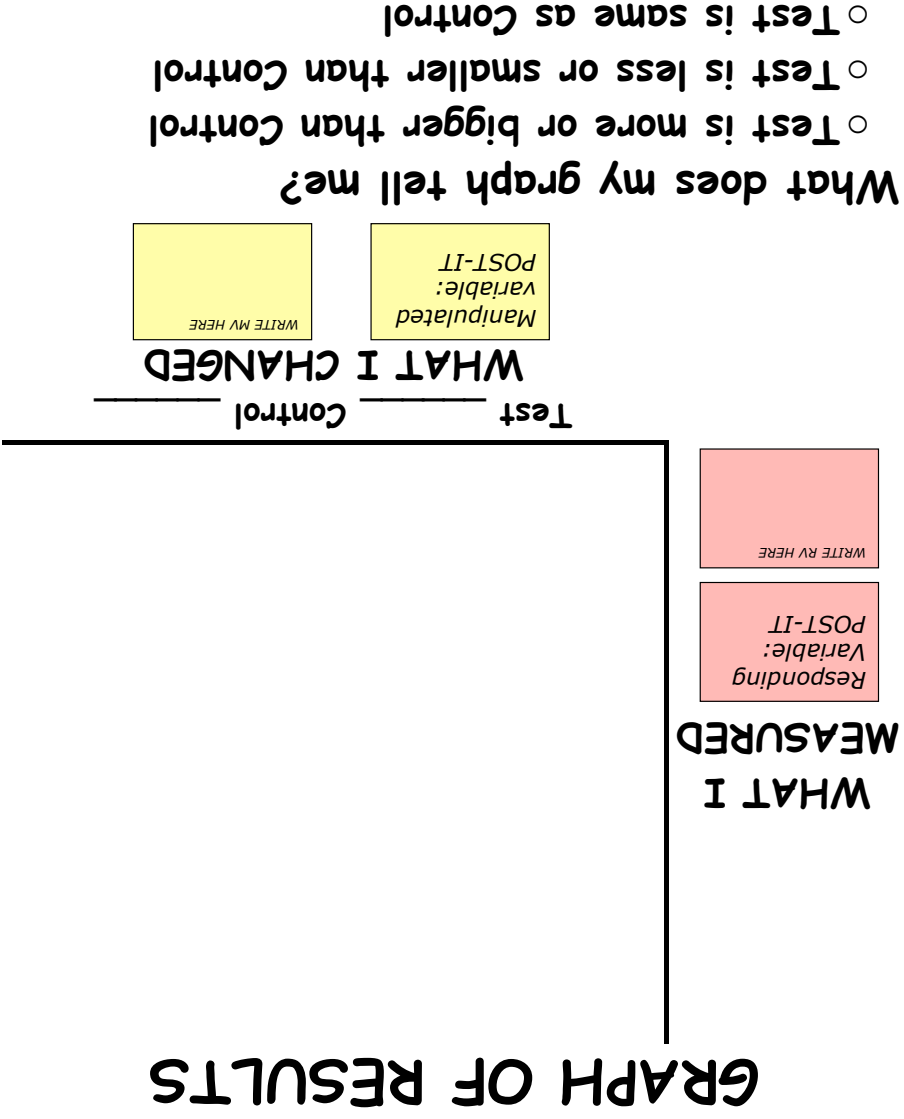 GRAPH OF RESULTS
WHAT I
MEASURED
Responding
Variable:
POST-IT
WRITE RV HERE
Test ________ Control ________
WHAT I CHANGED
Manipulated
variable:
POST-IT
WRITE MV HERE
What does my graph tell me?
○ Test is more or bigger than Control
○ Test is less or smaller than Control
○ Test is same as Control